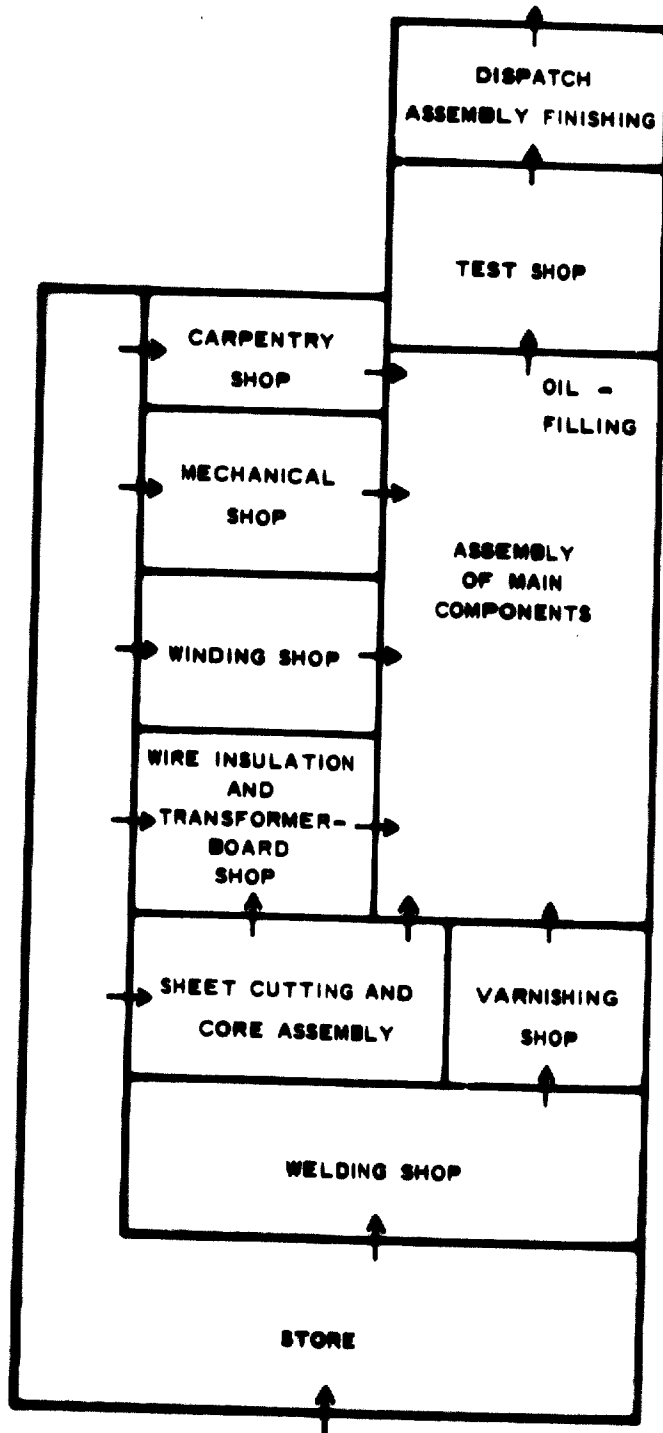 DISPATCH
ASSEMBLY FINISHING
TEST SHOP
CARPENTRY
SHOP
OIL -
FILLING
MECHANICAL
SHOP
ASSEMBLY
OF MAIN
COMPONENTS
WINDING SHOP
WIRE INSULATION
AND
TRANSFORMER-
BOARD
SHOP
SHEET CUTTING AND
CORE ASSEMBLY
VARNISHING
SHOP
WELDING SHOP
STORE